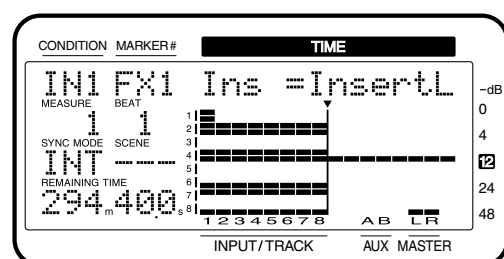 CONDITION MARKER# TIME
IN1 FX1 Ins =InsertL
MEASURE BEAT
1 1
SYNC MODE SCENE
INT ---
REMAINING TIME
294m40.0s
1
2
3
4
5
6
7
8
1 2 3 4 5 6 7 8 A B L R
INPUT/TRACK AUX MASTER
-dB
0
4
12
24
48